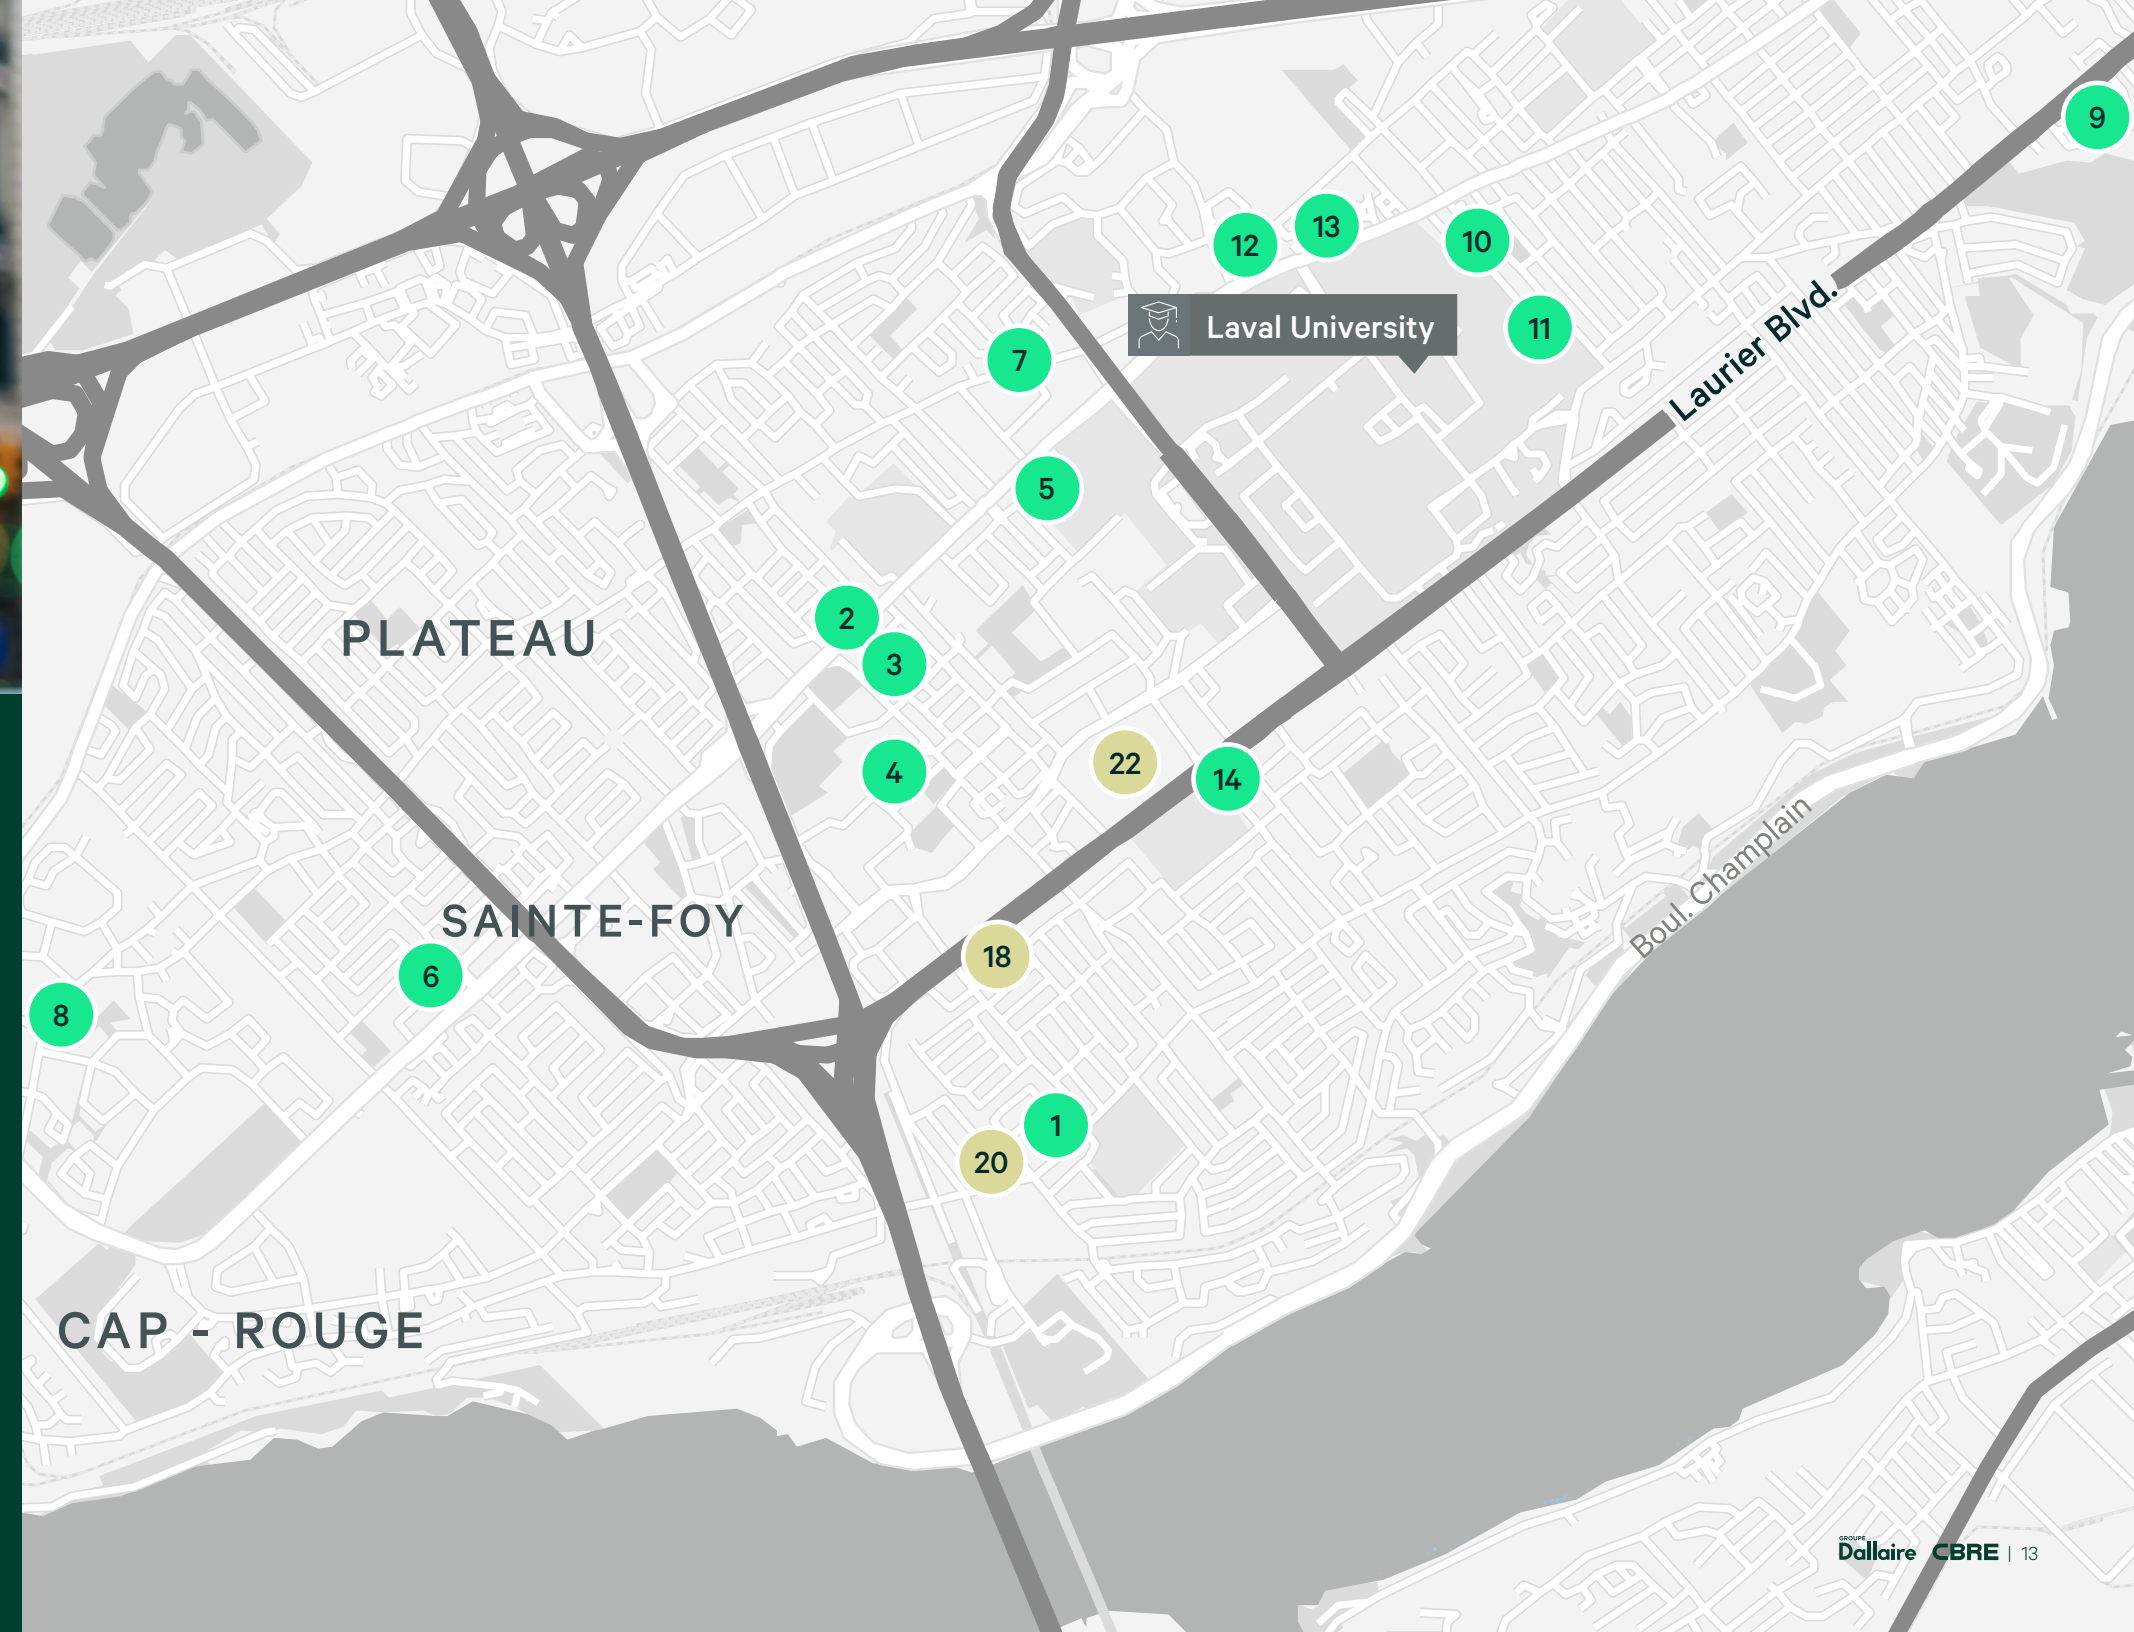 9
13
10
12
Laval University
11
Laurier Blvd.
7
5
2
PLATEAU
3
4
22
14
Boul. Champlain
SAINTE-FOY
18
6
8
1
20
CAP - ROUGE
GROUPE
Dallaire CBRE | 13